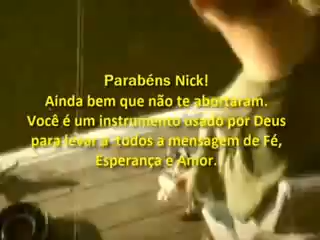 Parabéns Nick!
Ainda bem que não te abortaram.
Você é um instrumento usado por Deus
para levar a todos a mensagem de Fé,
Esperança e Amor.